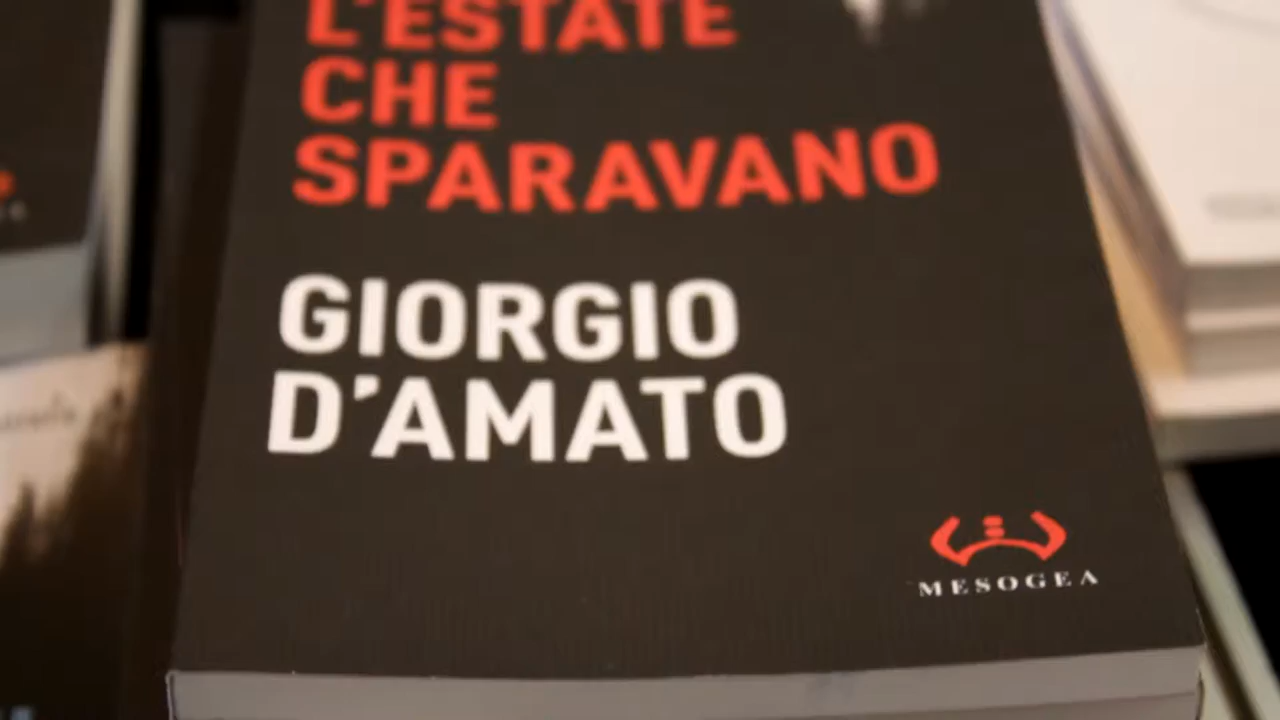 L'ESTATE
CHE
SPARAVANO
GIORGIO
D'AMATO
MESOGEA